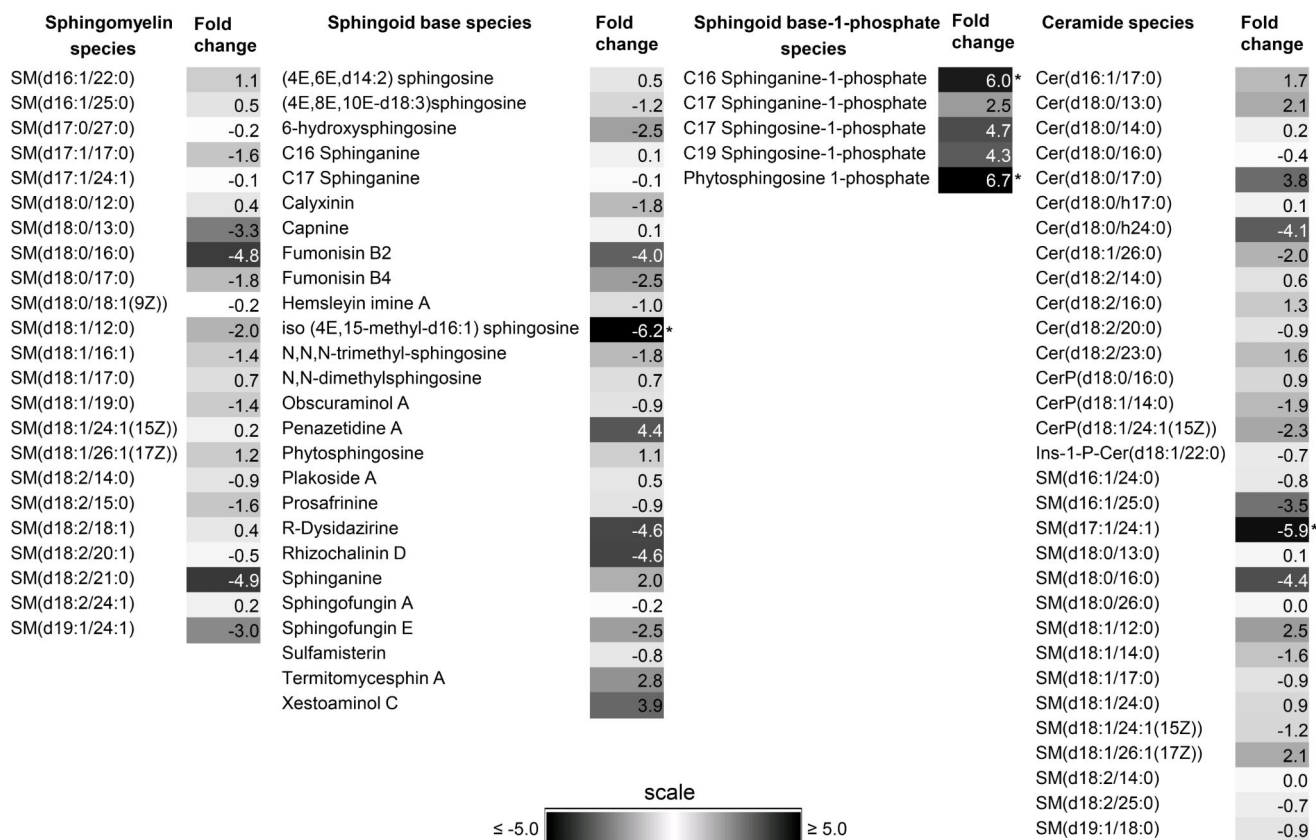 Sphingomyelin species Fold change
SM(d16:1/22:0) 1.1
SM(d16:1/25:0) 0.5
SM(d17:0/27:0) -0.2
SM(d17:1/17:0) -1.6
SM(d17:1/24:1) -0.1
SM(d18:0/12:0) 0.4
SM(d18:0/13:0) -3.3
SM(d18:0/16:0) -4.8
SM(d18:0/17:0) -1.8
SM(d18:0/18:1(9Z)) -0.2
SM(d18:1/12:0) -2.0
SM(d18:1/16:1) -1.4
SM(d18:1/17:0) 0.7
SM(d18:1/19:0) -1.4
SM(d18:1/24:1(15Z)) 0.2
SM(d18:1/26:1(17Z)) 1.2
SM(d18:2/14:0) -0.9
SM(d18:2/15:0) -1.6
SM(d18:2/18:1) 0.4
SM(d18:2/20:1) -0.5
SM(d18:2/21:0) -4.9
SM(d18:2/24:1) 0.2
SM(d19:1/24:1) -3.0
Sphingoid base species Fold change
(4E,6E,d14:2) sphingosine 0.5
(4E,8E,10E-d18:3)sphingosine -1.2
6-hydroxysphingosine -2.5
C16 Sphinganine 0.1
C17 Sphinganine -0.1
Calyxinin -1.8
Capnine 0.1
Fumonisin B2 -4.0
Fumonisin B4 -2.5
Hemsleyin imine A -1.0
iso (4E,15-methyl-d16:1) sphingosine -6.2 *
N,N,N-trimethyl-sphingosine -1.8
N,N-dimethylsphingosine 0.7
Obscuraminol A -0.9
Penazetidine A 4.4
Phytosphingosine 1.1
Plakoside A 0.5
Prosafrinine -0.9
R-Dysidazirine -4.6
Rhizochalinin D -4.6
Sphinganine 2.0
Sphingofungin A -0.2
Sphingofungin E -2.5
Sulfamisterin -0.8
Termitomycesphin A 2.8
Xestoaminol C 3.9
Sphingoid base-1-phosphate species Fold change
C16 Sphinganine-1-phosphate 6.0 *
C17 Sphinganine-1-phosphate 2.5
C17 Sphingosine-1-phosphate 4.7
C19 Sphingosine-1-phosphate 4.3
Phytosphingosine 1-phosphate 6.7 *
Ceramide species Fold change
Cer(d16:1/17:0) 1.7
Cer(d18:0/13:0) 2.1
Cer(d18:0/14:0) 0.2
Cer(d18:0/16:0) -0.4
Cer(d18:0/17:0) 3.8
Cer(d18:0/h17:0) 0.1
Cer(d18:0/h24:0) -4.1
Cer(d18:1/26:0) -2.0
Cer(d18:2/14:0) 0.6
Cer(d18:2/16:0) 1.3
Cer(d18:2/20:0) -0.9
Cer(d18:2/23:0) 1.6
CerP(d18:0/16:0) 0.9
CerP(d18:1/14:0) -1.9
CerP(d18:1/24:1(15Z)) -2.3
Ins-1-P-Cer(d18:1/22:0) -0.7
SM(d16:1/24:0) -0.8
SM(d16:1/25:0) -3.5
SM(d17:1/24:1) -5.9 *
SM(d18:0/13:0) 0.1
SM(d18:0/16:0) -4.4
SM(d18:0/26:0) 0.0
SM(d18:1/12:0) 2.5
SM(d18:1/14:0) -1.6
SM(d18:1/17:0) -0.9
SM(d18:1/24:0) 0.9
SM(d18:1/24:1(15Z)) -1.2
SM(d18:1/26:1(17Z)) 2.1
SM(d18:2/14:0) 0.0
SM(d18:2/25:0) -0.7
SM(d19:1/18:0) -0.9
scale
≤ -5.0 ≥ 5.0